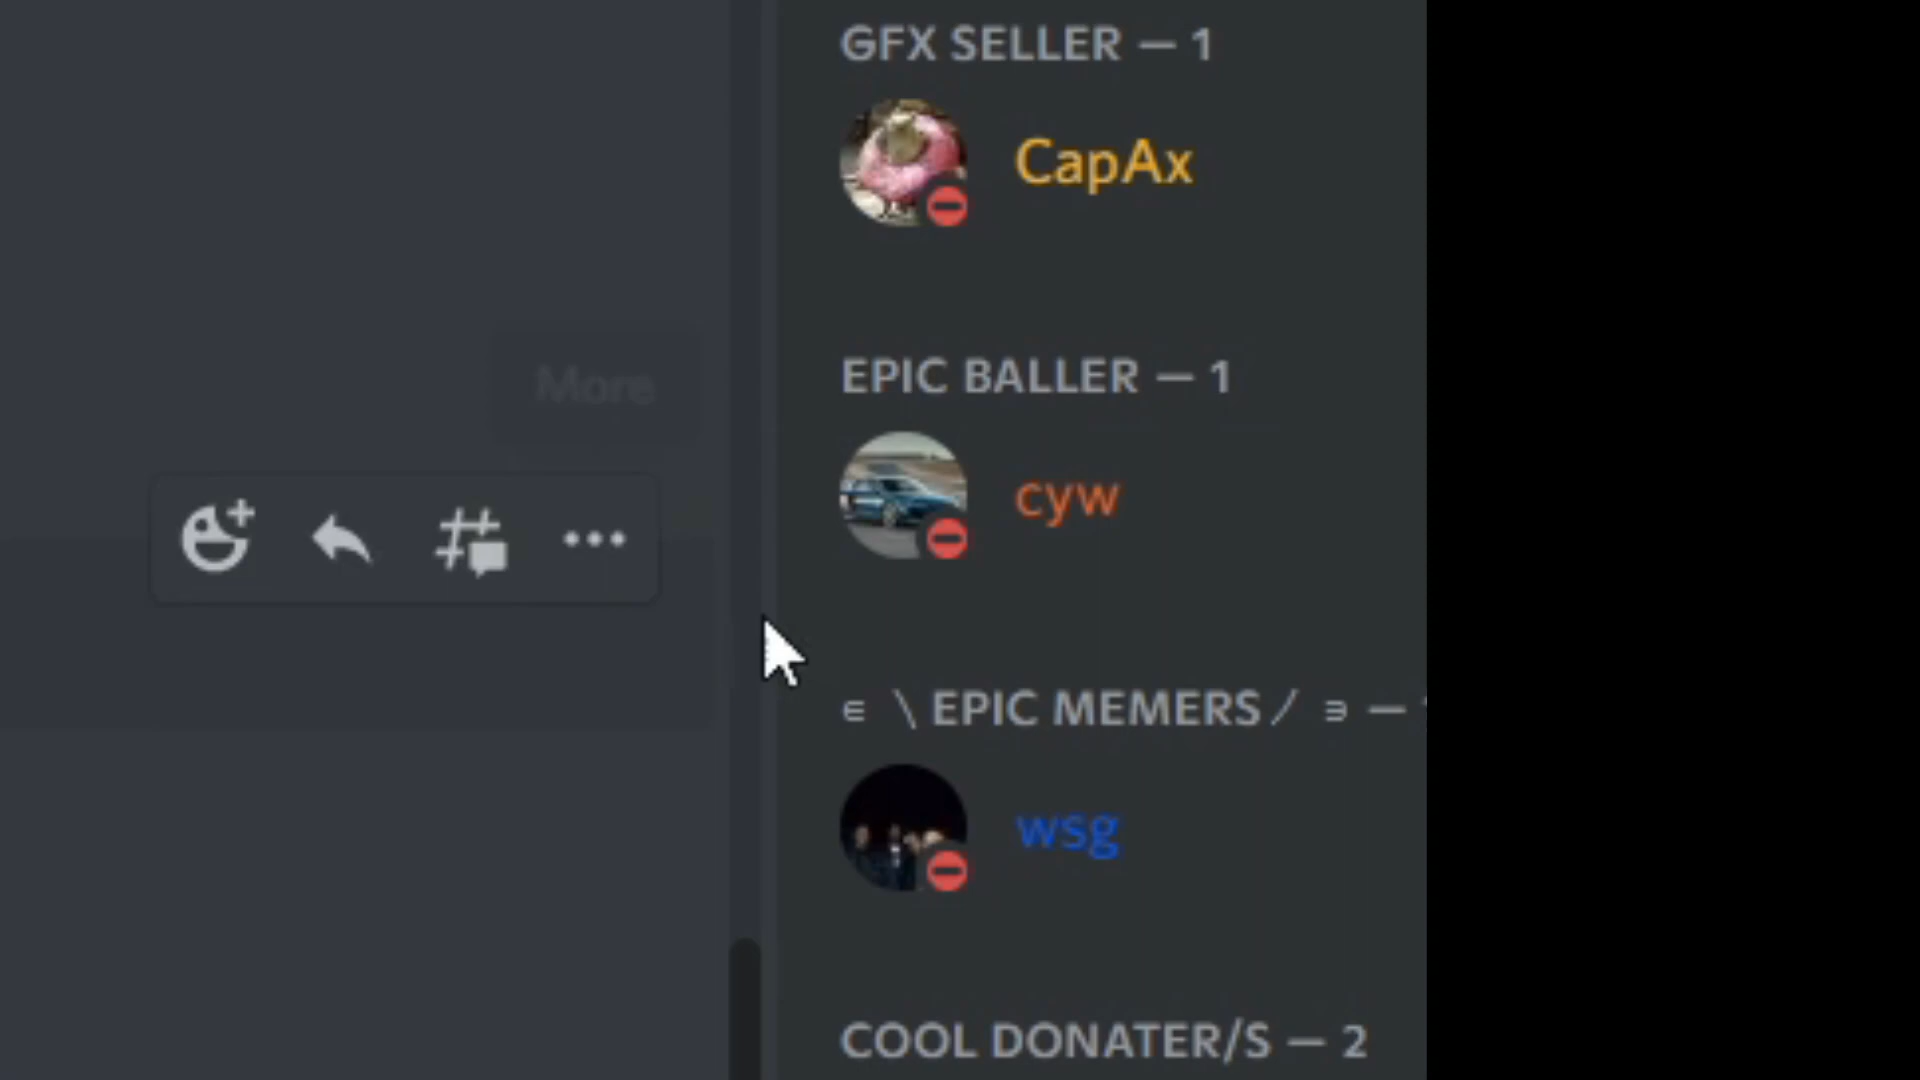 GFX SELLER — 1
CapAx
EPIC BALLER — 1
More
cyw
∊ \ EPIC MEMERS / ∍ —
wsg
COOL DONATER/S — 2